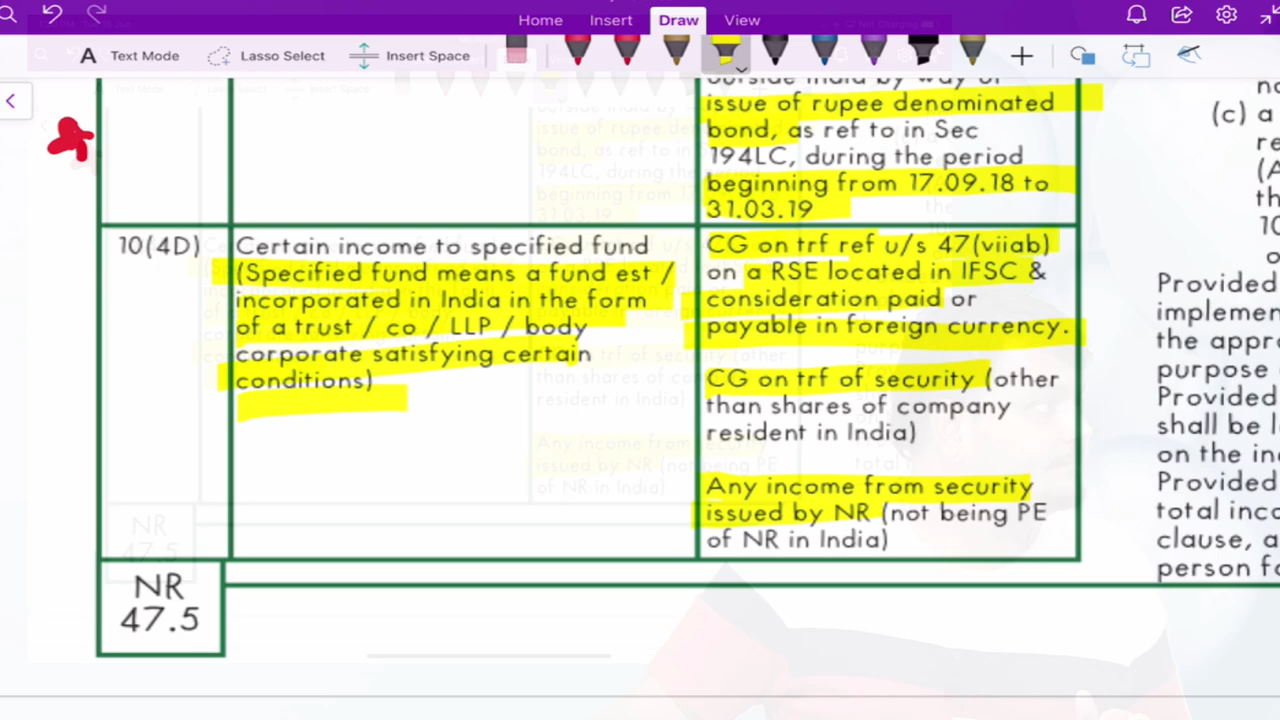 Home Insert Draw View
A Text Mode Lasso Select Insert Space
outside India by way of
issue of rupee denominated
bond, as ref to in Sec
194LC, during the period
beginning from 17.09.18 to
31.03.19
10(4D)
Certain income to specified fund
(Specified fund means a fund est /
incorporated in India in the form
of a trust / co / LLP / body
corporate satisfying certain
conditions)
CG on trf ref u/s 47(viiab)
on a RSE located in IFSC &
consideration paid or
payable in foreign currency.
CG on trf of security (other
than shares of company
resident in India)
Any income from security
issued by NR (not being PE
of NR in India)
NR
47.5
(c) a
Provided
the
purpose
Provided
shall be
on the
Provided
total
clause,
person